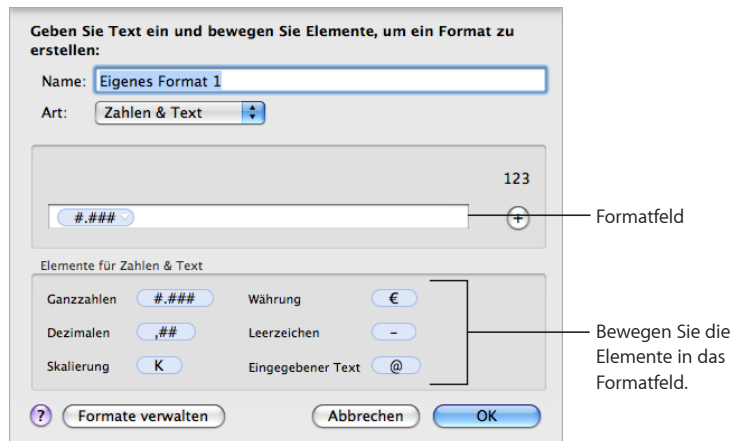 Geben Sie Text ein und bewegen Sie Elemente, um ein Format zu
erstellen:
Name: Eigenes Format 1
Art: Zahlen & Text
123
#.### +
Formatfeld
Elemente für Zahlen & Text
Ganzzahlen #.### Währung €
Dezimalen ,## Leerzeichen –
Skalierung K Eingegebener Text @
Bewegen Sie die
Elemente in das
Formatfeld.
? Formate verwalten Abbrechen OK